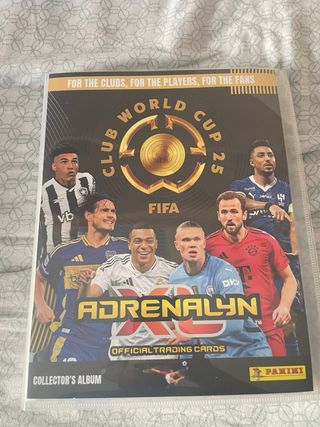 FOR THE CLUBS, FOR THE PLAYERS, FOR THE FANS
CLUB WORLD CUP 25
FIFA
ADRENALYN
XL™
OFFICIAL TRADING CARDS
COLLECTOR'S ALBUM
PANINI